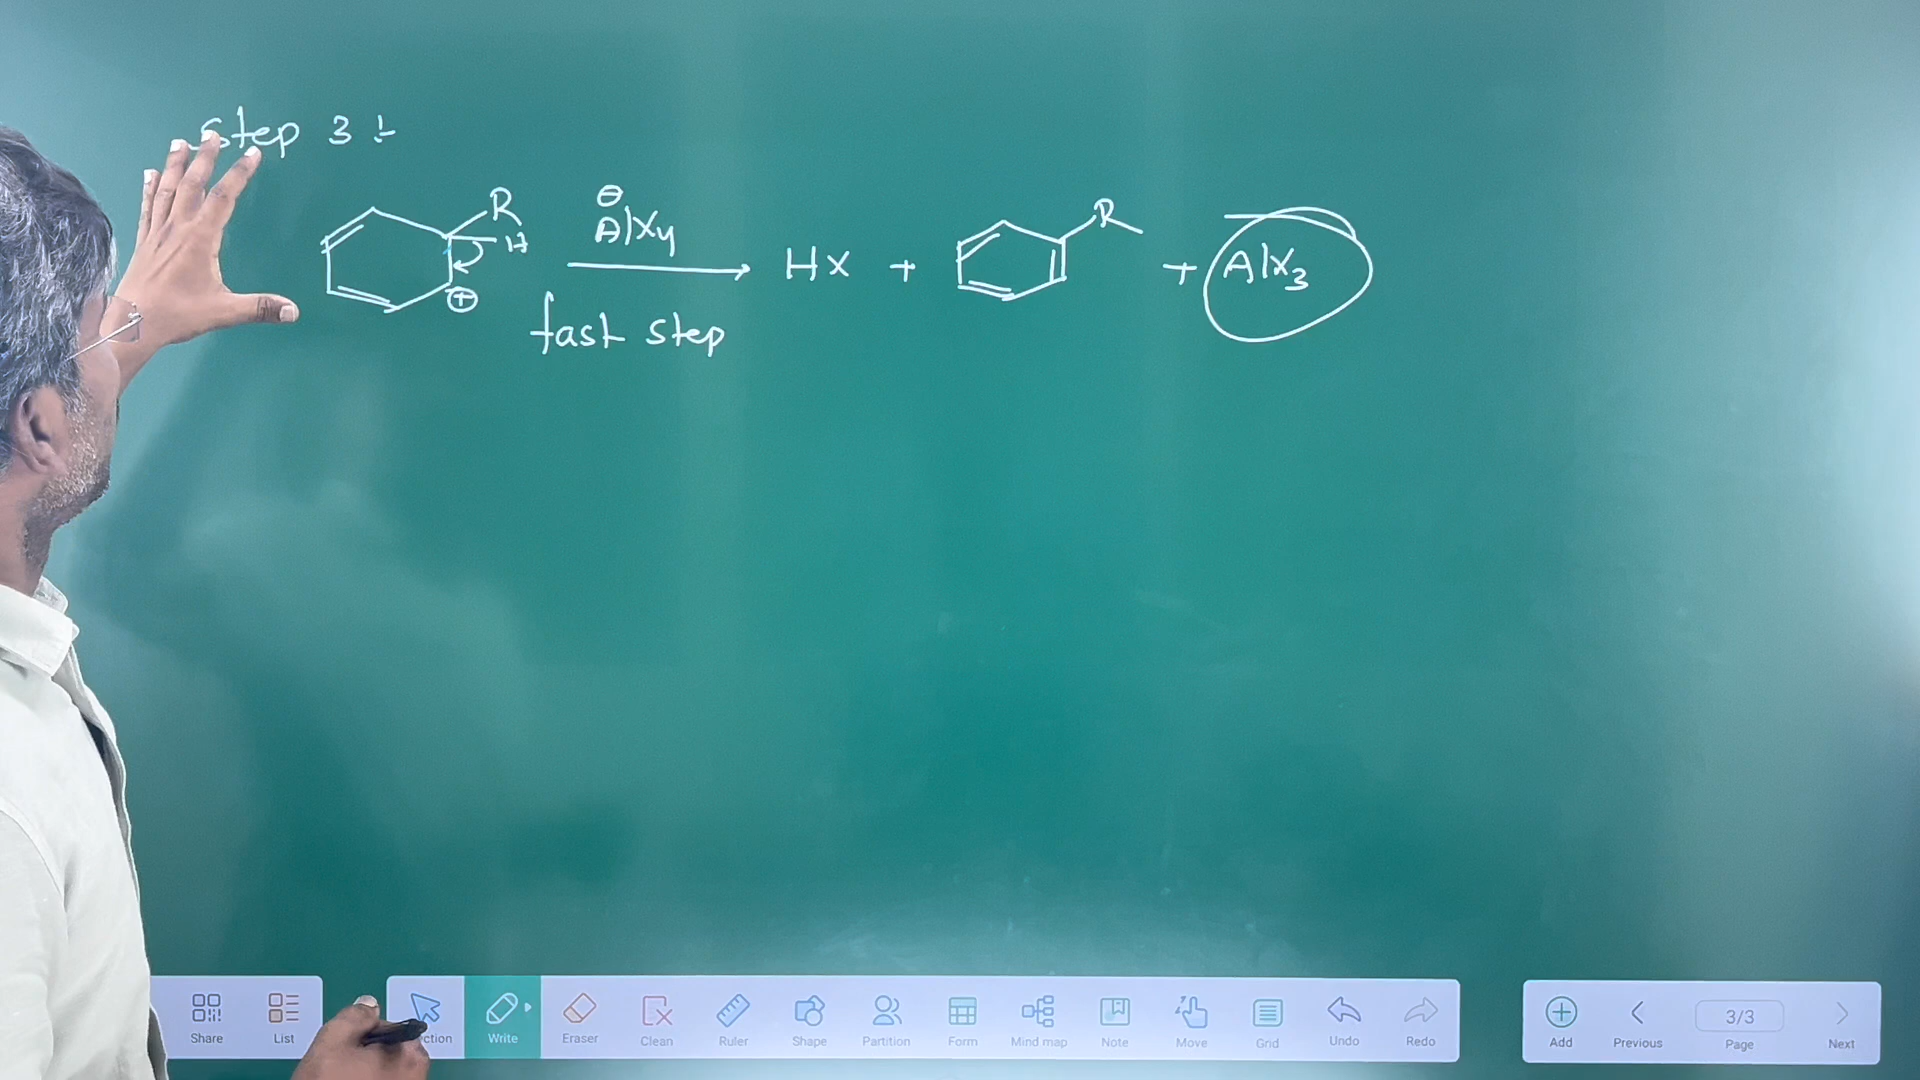 Step 3 :-
R
H
⊕
⊖
AlX4
fast step
HX +
R
+ AlX3
Share
List
ction
Write
Eraser
Clean
Ruler
Shape
Partition
Form
Mind map
Note
Move
Grid
Undo
Redo
Add
Previous
3/3
Page
Next